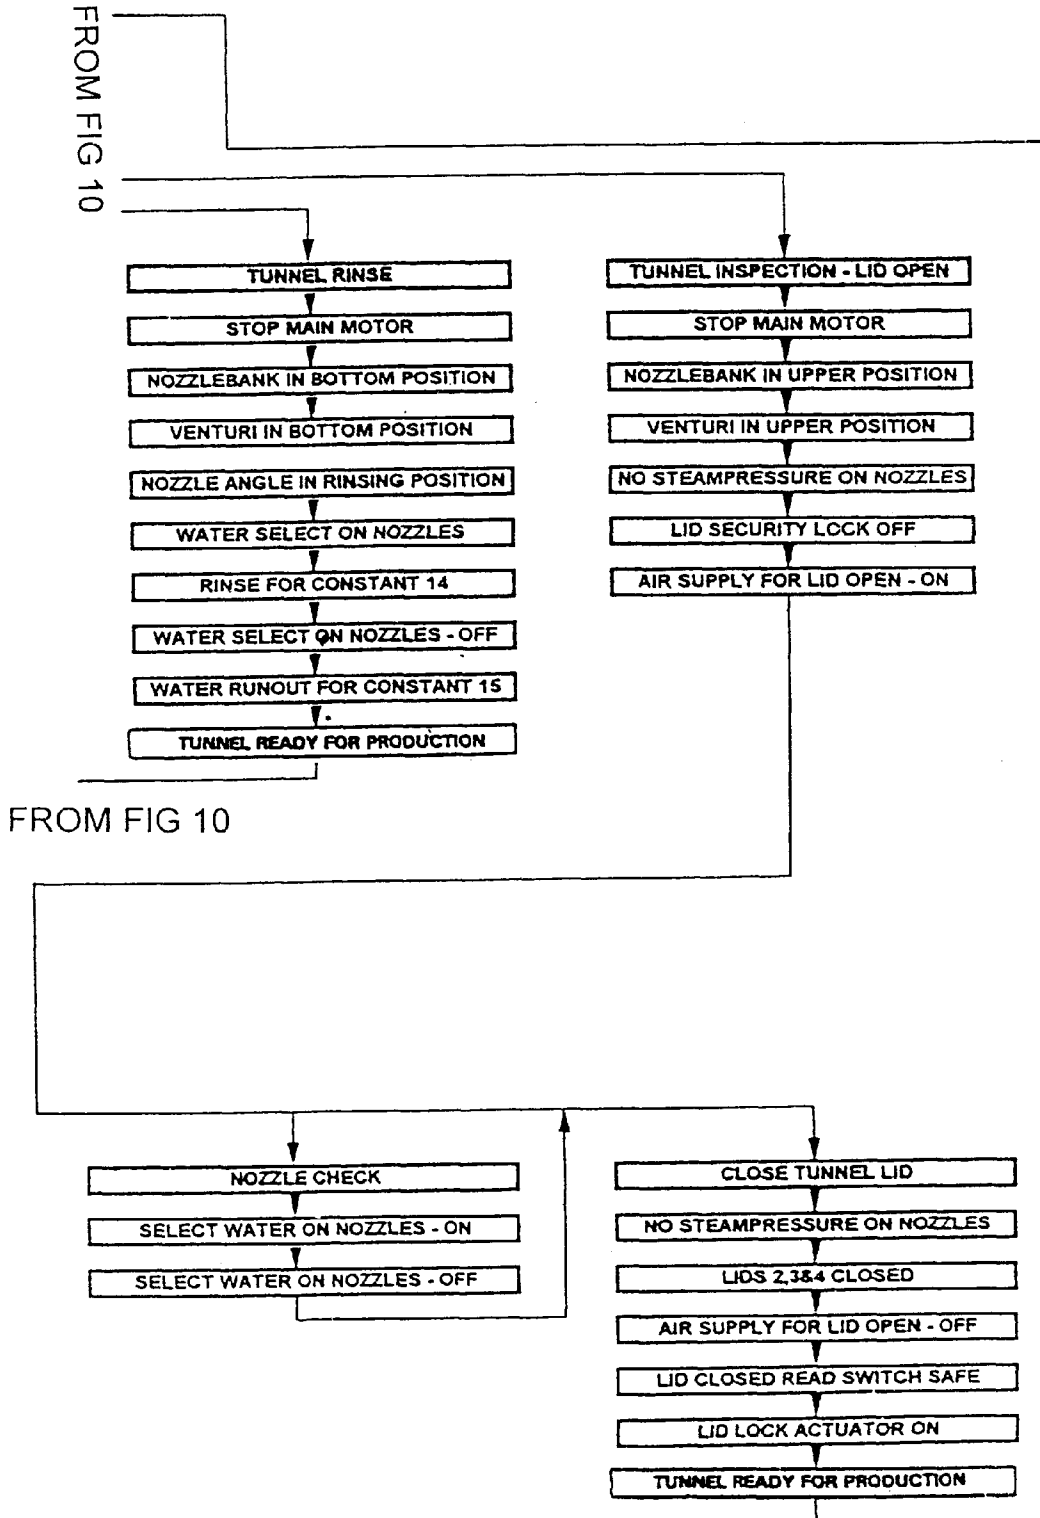 FROM FIG 10
TUNNEL RINSE
STOP MAIN MOTOR
NOZZLEBANK IN BOTTOM POSITION
VENTURI IN BOTTOM POSITION
NOZZLE ANGLE IN RINSING POSITION
WATER SELECT ON NOZZLES
RINSE FOR CONSTANT 14
WATER SELECT ON NOZZLES - OFF
WATER RUNOUT FOR CONSTANT 15
TUNNEL READY FOR PRODUCTION
TUNNEL INSPECTION - LID OPEN
STOP MAIN MOTOR
NOZZLEBANK IN UPPER POSITION
VENTURI IN UPPER POSITION
NO STEAMPRESSURE ON NOZZLES
LID SECURITY LOCK OFF
AIR SUPPLY FOR LID OPEN - ON
FROM FIG 10
NOZZLE CHECK
SELECT WATER ON NOZZLES - ON
SELECT WATER ON NOZZLES - OFF
CLOSE TUNNEL LID
NO STEAMPRESSURE ON NOZZLES
LIDS 2,3&4 CLOSED
AIR SUPPLY FOR LID OPEN - OFF
LID CLOSED READ SWITCH SAFE
LID LOCK ACTUATOR ON
TUNNEL READY FOR PRODUCTION